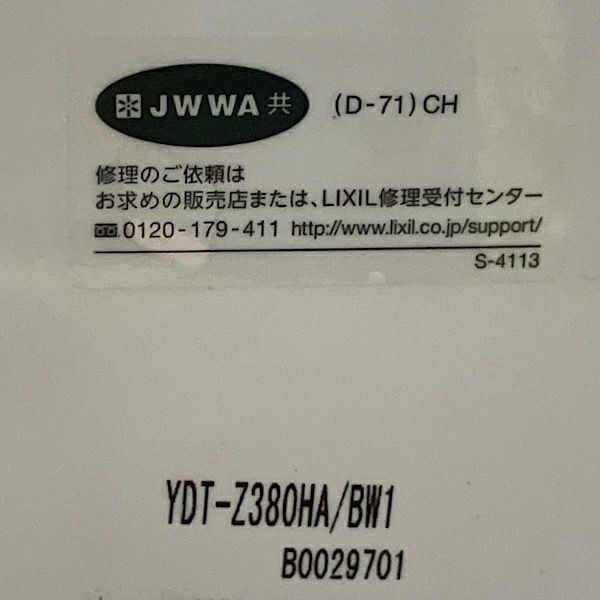 JWWA 共 (D-71)CH
修理のご依頼は
お求めの販売店または、LIXIL修理受付センター
0120-179-411 http://www.lixil.co.jp/support/
S-4113
YDT-Z380HA/BW1
B0029701